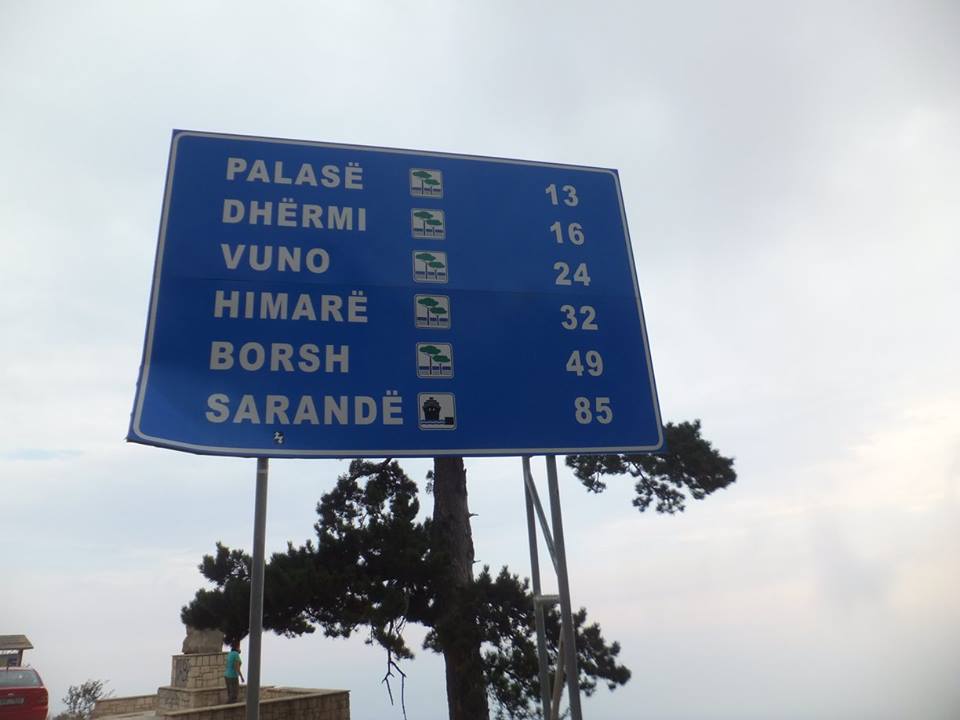 PALASË 13
DHËRMI 16
VUNO 24
HIMARË 32
BORSH 49
SARANDË 85